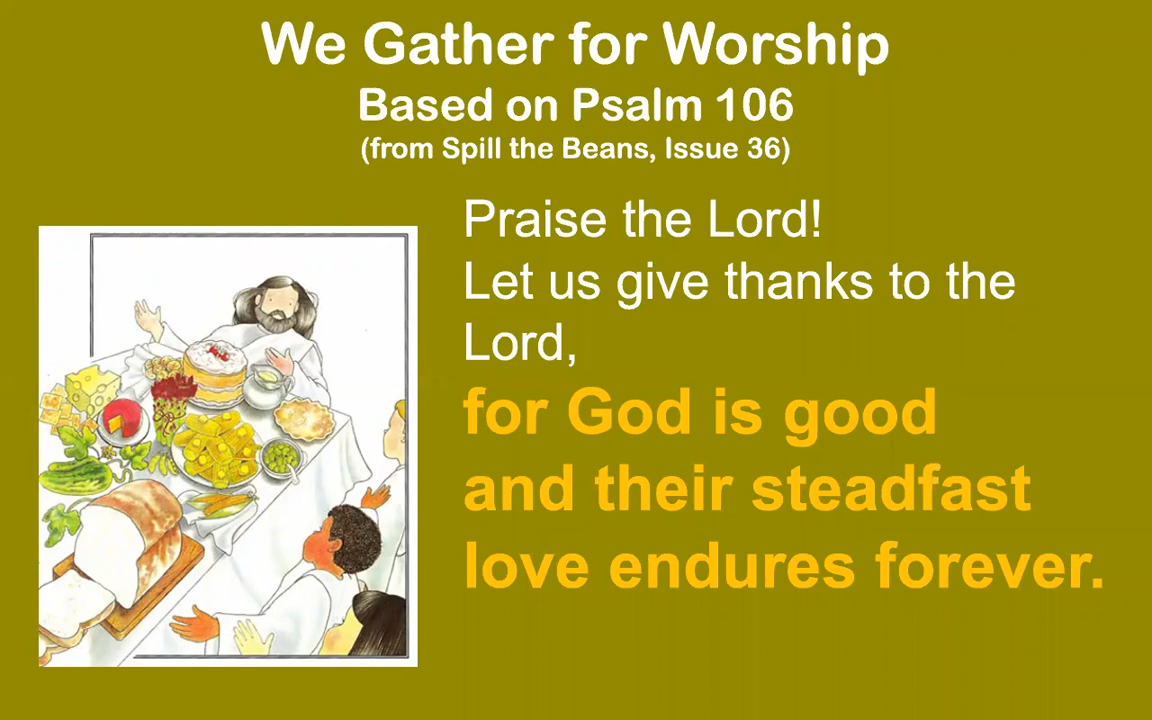 We Gather for Worship
Based on Psalm 106
(from Spill the Beans, Issue 36)
Praise the Lord!
Let us give thanks to the
Lord,
for God is good
and their steadfast
love endures forever.